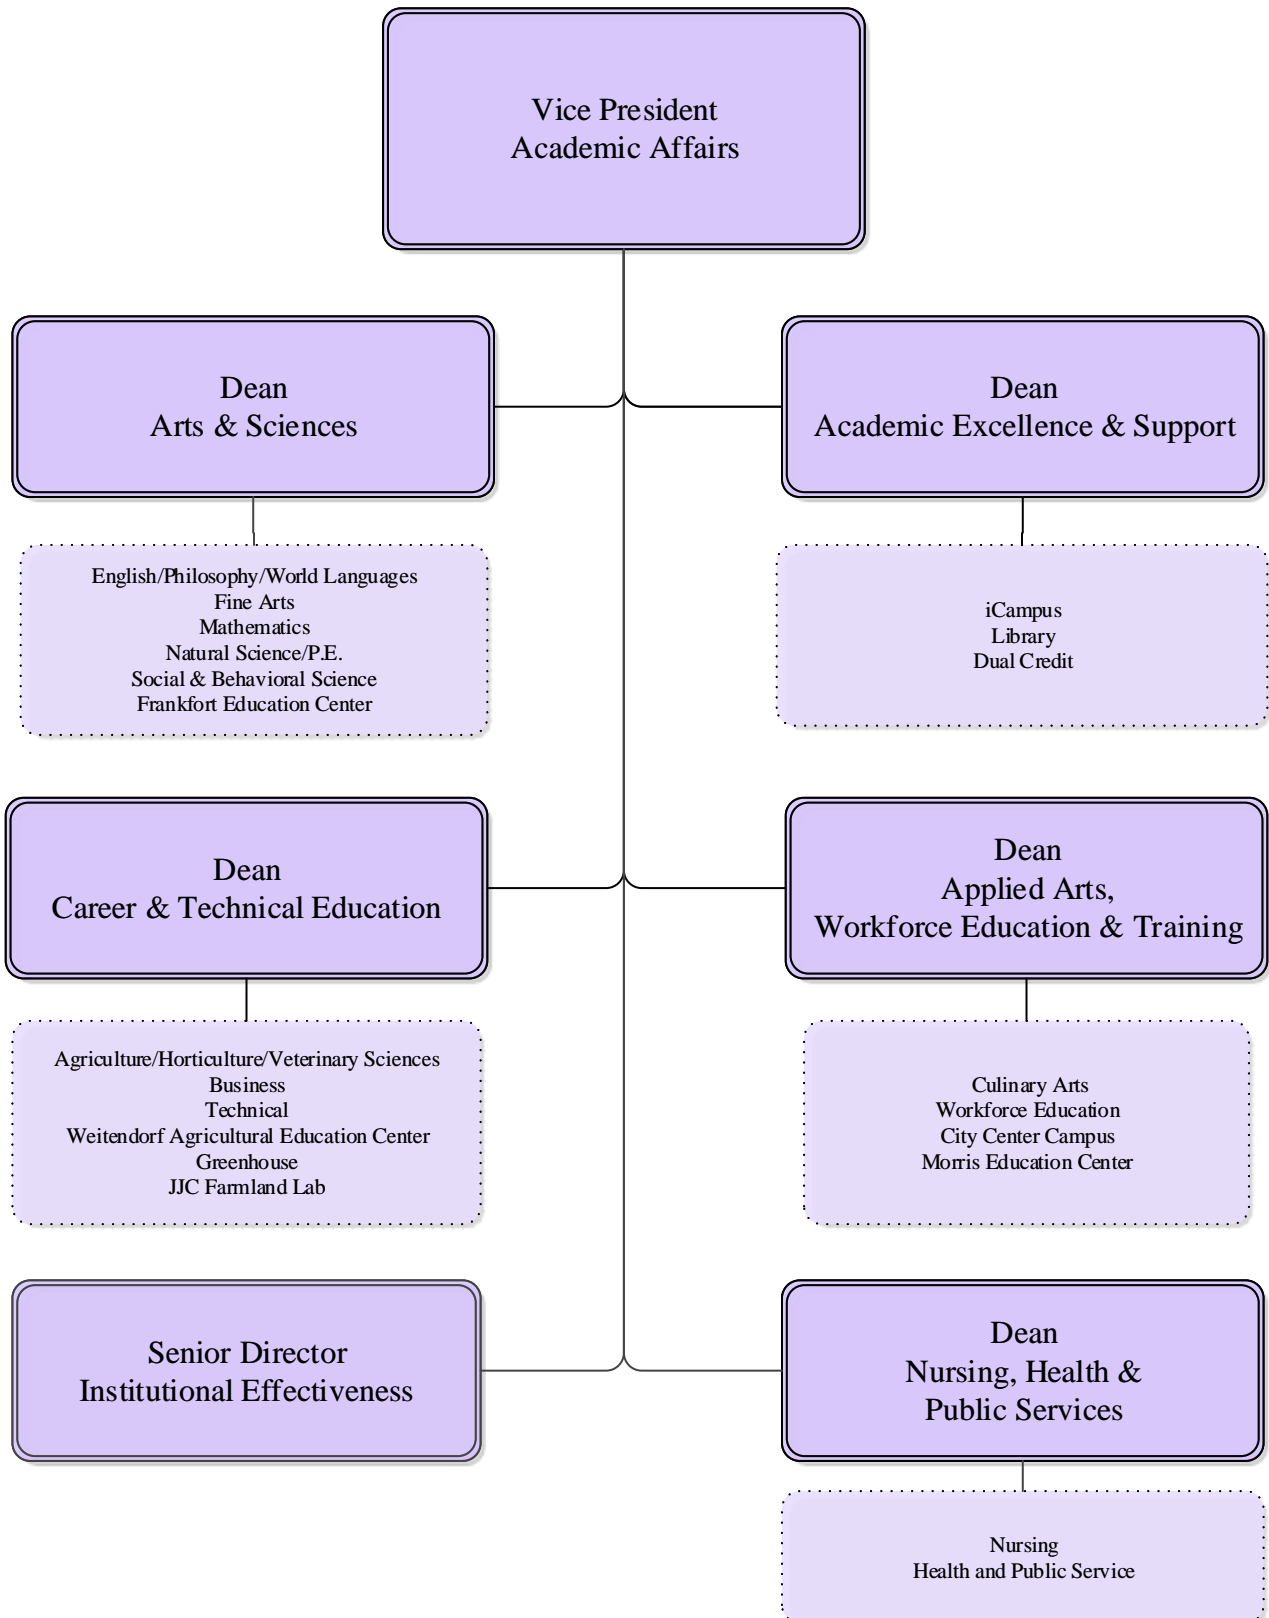 Vice President
Academic Affairs
Dean
Arts & Sciences
Dean
Academic Excellence & Support
English/Philosophy/World Languages
Fine Arts
Mathematics
Natural Science/P.E.
Social & Behavioral Science
Frankfort Education Center
iCampus
Library
Dual Credit
Dean
Career & Technical Education
Dean
Applied Arts,
Workforce Education & Training
Agriculture/Horticulture/Veterinary Sciences
Business
Technical
Weitendorf Agricultural Education Center
Greenhouse
JJC Farmland Lab
Culinary Arts
Workforce Education
City Center Campus
Morris Education Center
Senior Director
Institutional Effectiveness
Dean
Nursing, Health &
Public Services
Nursing
Health and Public Service